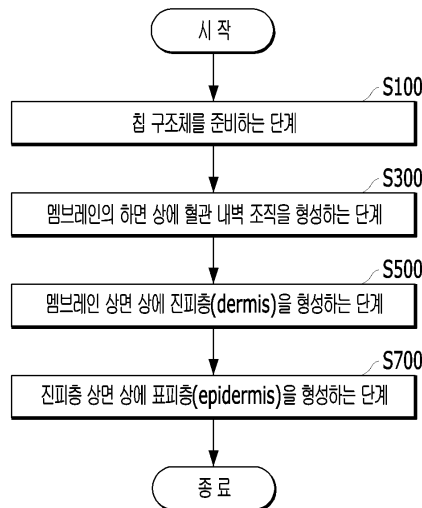 시 작
S100
칩 구조체를 준비하는 단계
S300
멤브레인의 하면 상에 혈관 내벽 조직을 형성하는 단계
S500
멤브레인 상면 상에 진피층(dermis)을 형성하는 단계
S700
진피층 상면 상에 표피층(epidermis)을 형성하는 단계
종 료